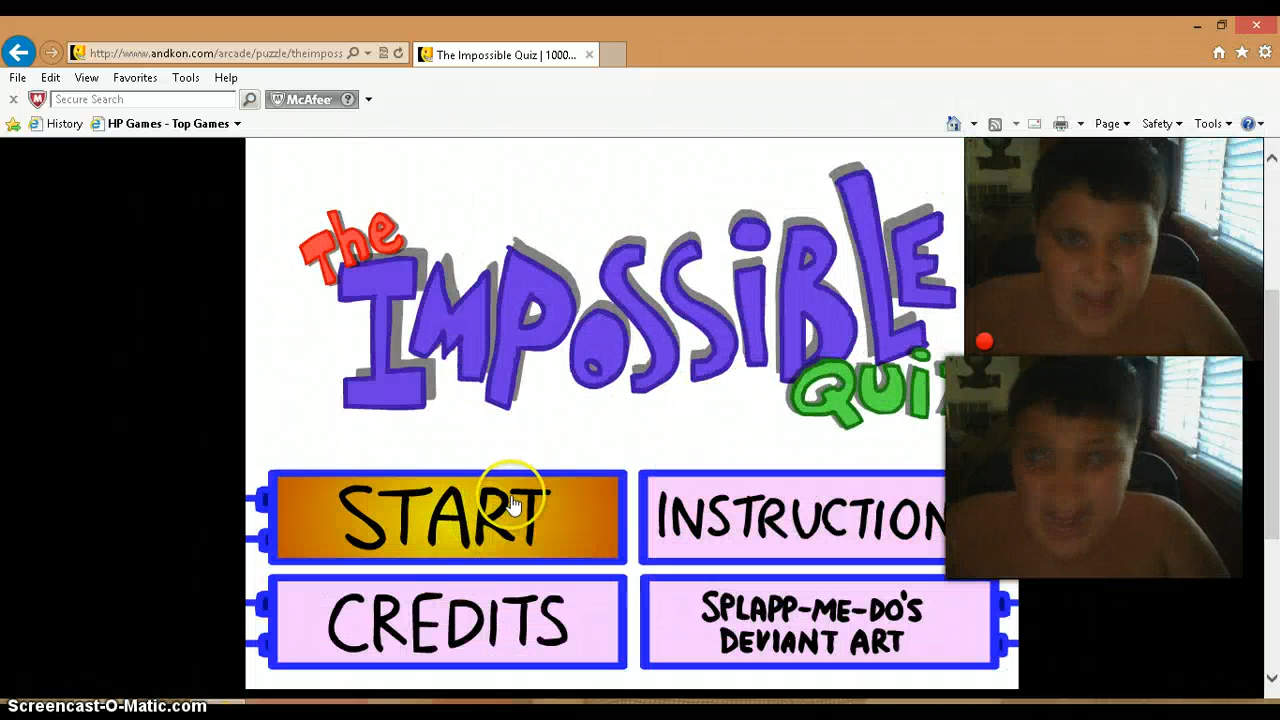 http://www.andkon.com/arcade/puzzle/theimposs
The Impossible Quiz | 1000...
File Edit View Favorites Tools Help
Secure Search McAfee
History HP Games - Top Games
Page Safety Tools
The
IMPOSSIBLE
QUIZ
START
INSTRUCTION
CREDITS
SPLAPP-ME-DO'S
DEVIANT ART
Screencast-O-Matic.com